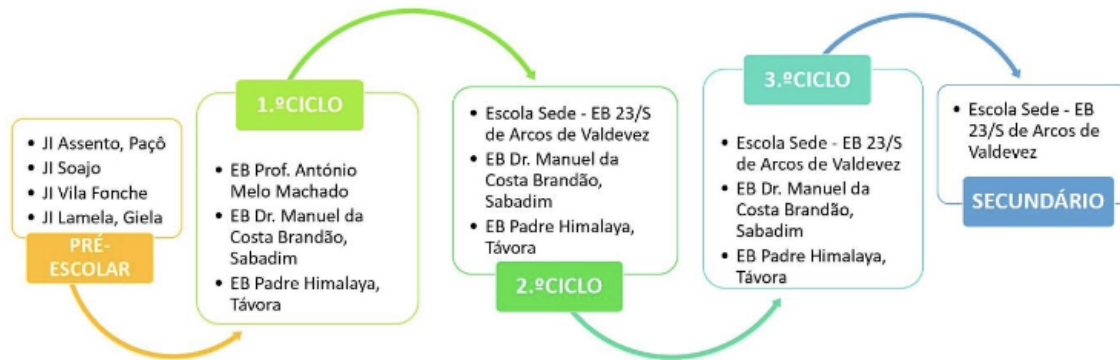 • JI Assento, Paçô
• JI Soajo
• JI Vila Fonche
• JI Lamela, Giela
PRÉ-
ESCOLAR
1.ºCICLO
• EB Prof. António
Melo Machado
• EB Dr. Manuel da
Costa Brandão,
Sabadim
• EB Padre Himalaya,
Távora
• Escola Sede - EB 23/S
de Arcos de Valdevez
• EB Dr. Manuel da
Costa Brandão,
Sabadim
• EB Padre Himalaya,
Távora
2.ºCICLO
3.ºCICLO
• Escola Sede - EB 23/S
de Arcos de Valdevez
• EB Dr. Manuel da
Costa Brandão,
Sabadim
• EB Padre Himalaya,
Távora
• Escola Sede - EB
23/S de Arcos de
Valdevez
SECUNDÁRIO